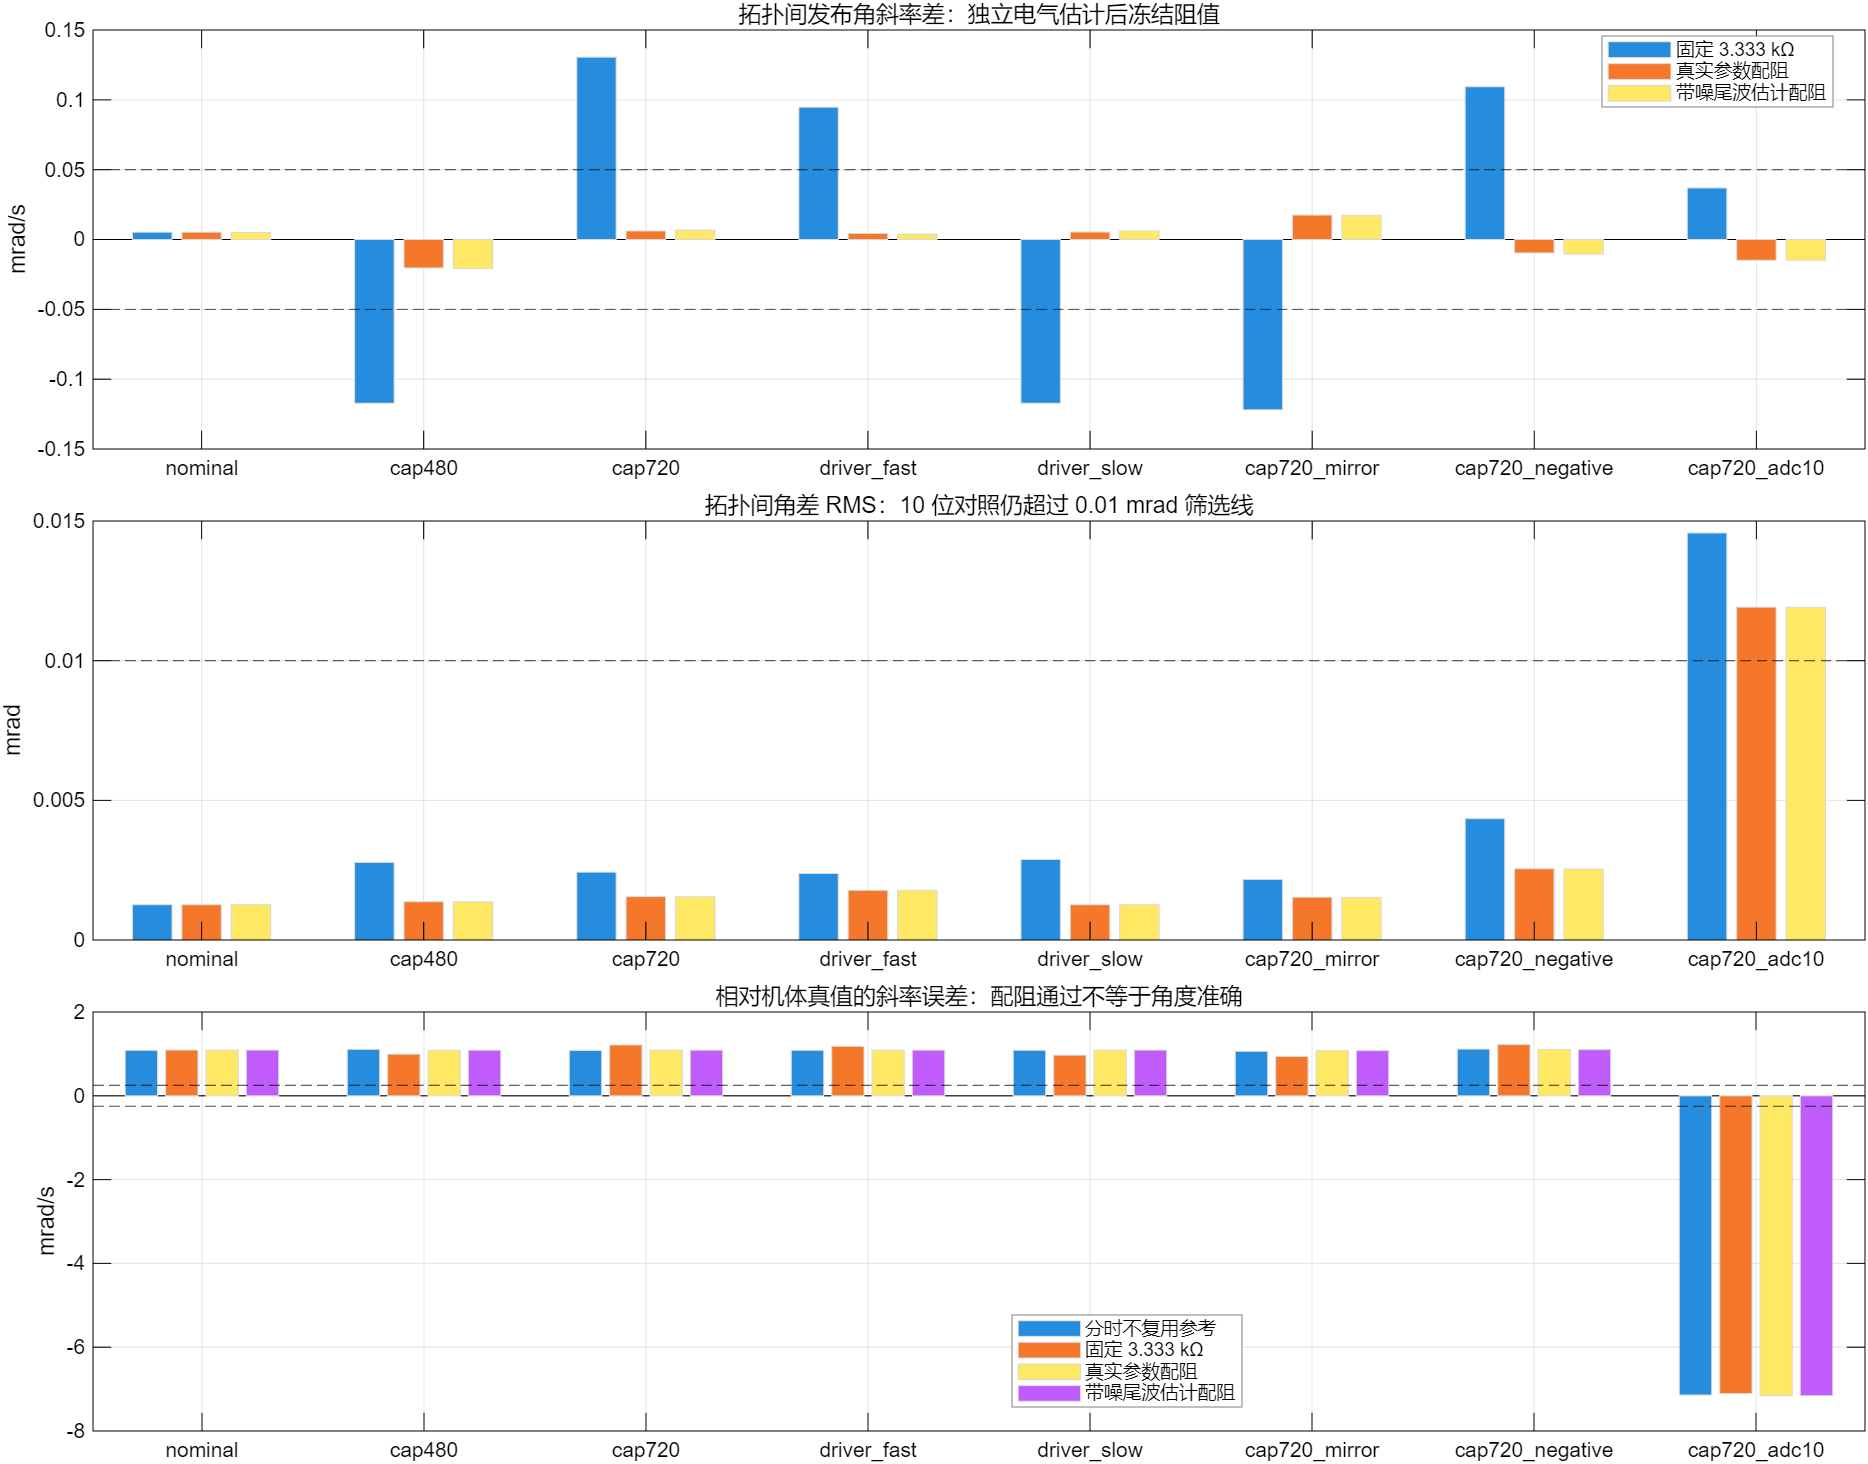 拓扑间发布角斜率差：独立电气估计后冻结阻值
固定 3.333 kΩ
真实参数配阻
带噪尾波估计配阻
mrad/s
0.15
0.1
0.05
0
-0.05
-0.1
-0.15
nominal cap480 cap720 driver_fast driver_slow cap720_mirror cap720_negative cap720_adc10
拓扑间角差 RMS：10 位对照仍超过 0.01 mrad 筛选线
mrad
0.015
0.01
0.005
0
nominal cap480 cap720 driver_fast driver_slow cap720_mirror cap720_negative cap720_adc10
相对机体真值的斜率误差：配阻通过不等于角度准确
mrad/s
2
0
-2
-4
-6
-8
分时不复用参考
固定 3.333 kΩ
真实参数配阻
带噪尾波估计配阻
nominal cap480 cap720 driver_fast driver_slow cap720_mirror cap720_negative cap720_adc10